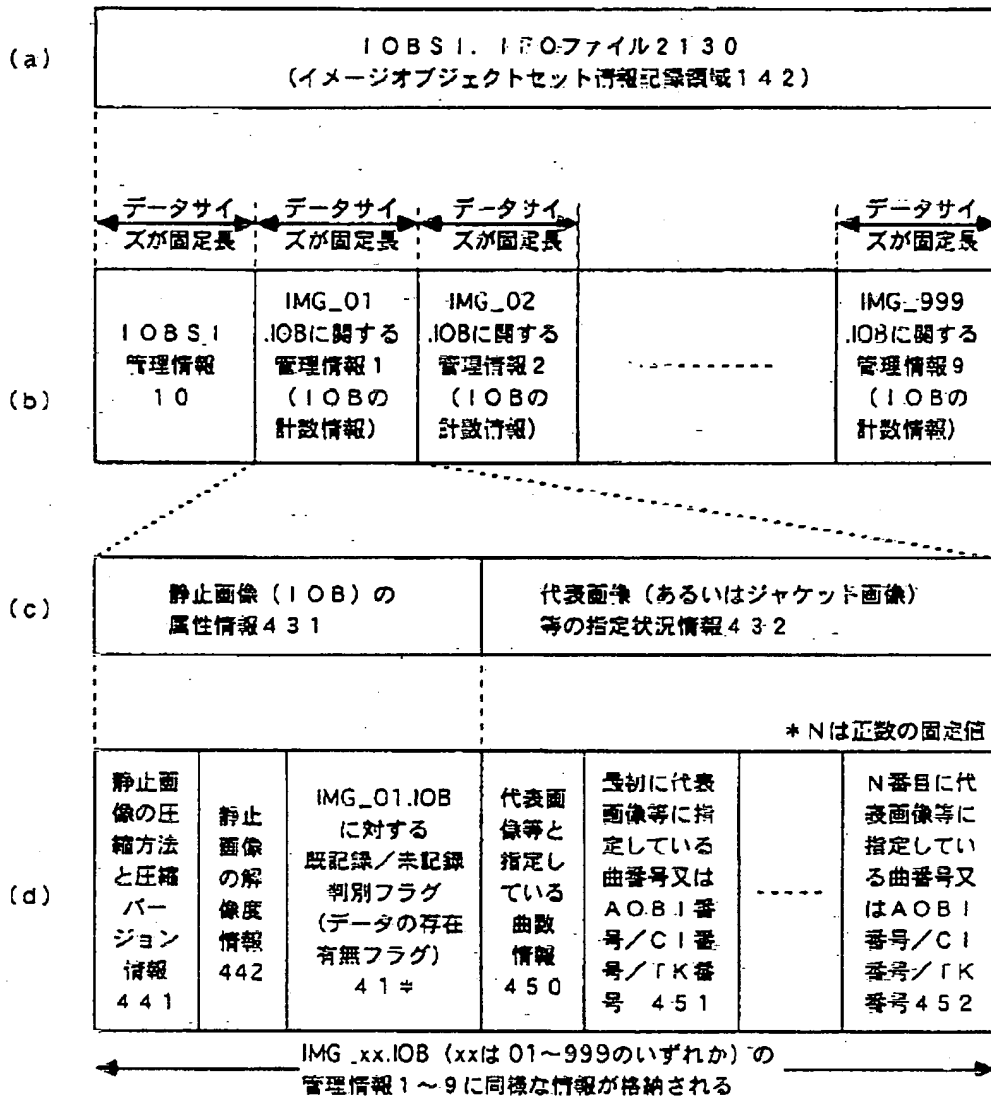 (a)
IOBSI. IFOファイル2130
(イメージオブジェクトセット情報記録領域142)
データサイ
ズが固定長
データサイ
ズが固定長
データサイ
ズが固定長
データサイ
ズが固定長
(b)
IOBSI
管理情報
10
IMG_01
.IOBに関する
管理情報1
(IOBの
計数情報)
IMG_02
.IOBに関する
管理情報2
(IOBの
計数情報)
IMG_999
.IOBに関する
管理情報9
(IOBの
計数情報)
(c)
静止画像(IOB)の
属性情報431
代表画像(あるいはジャケット画像)
等の指定状況情報432
*Nは正数の固定値
(d)
静止画
像の圧
縮方法
と圧縮
バー
ジョン
情報
441
静止
画像
の解
像度
情報
442
IMG_01.IOB
に対する
既記録/未記録
判別フラグ
(データの存在
有無フラグ)
41*
代表画
像等と
指定し
ている
曲数
情報
450
最初に代表
画像等に指
定している
曲番号又は
AOBI番
号/CI番
号/TK番
号 451
N番目に代
表画像等に
指定してい
る曲番号又
はAOBI
番号/CI
番号/TK
番号452
IMG_xx.IOB (xxは01~999のいずれか)の
管理情報1~9に同様な情報が格納される